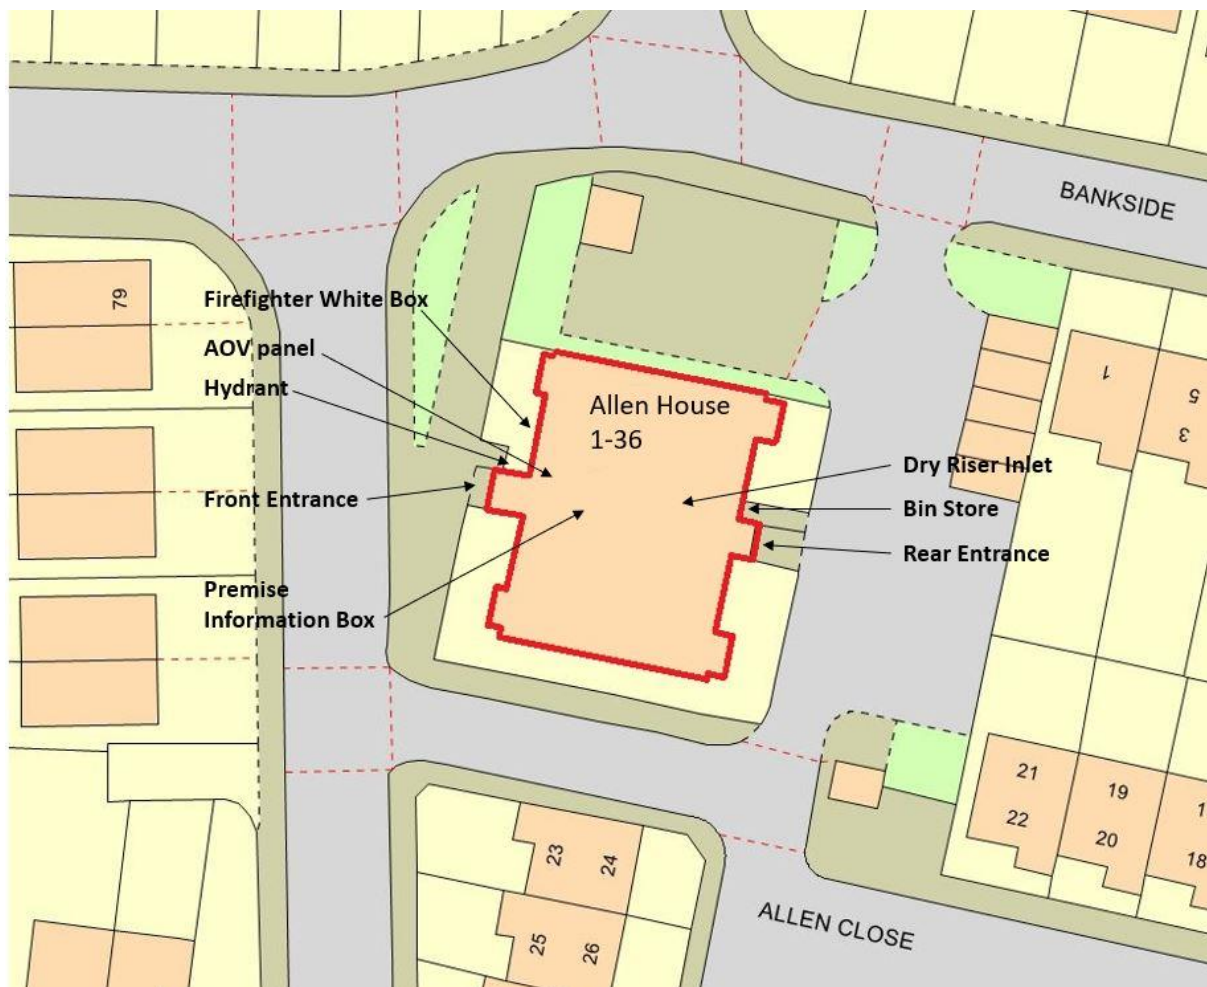 BANKSIDE
79
Firefighter White Box
AOV panel
Hydrant
Front Entrance
Premise
Information Box
Allen House
1-36
Dry Riser Inlet
Bin Store
Rear Entrance
1
5
3
21
22
19
20
18
23
24
25
26
ALLEN CLOSE